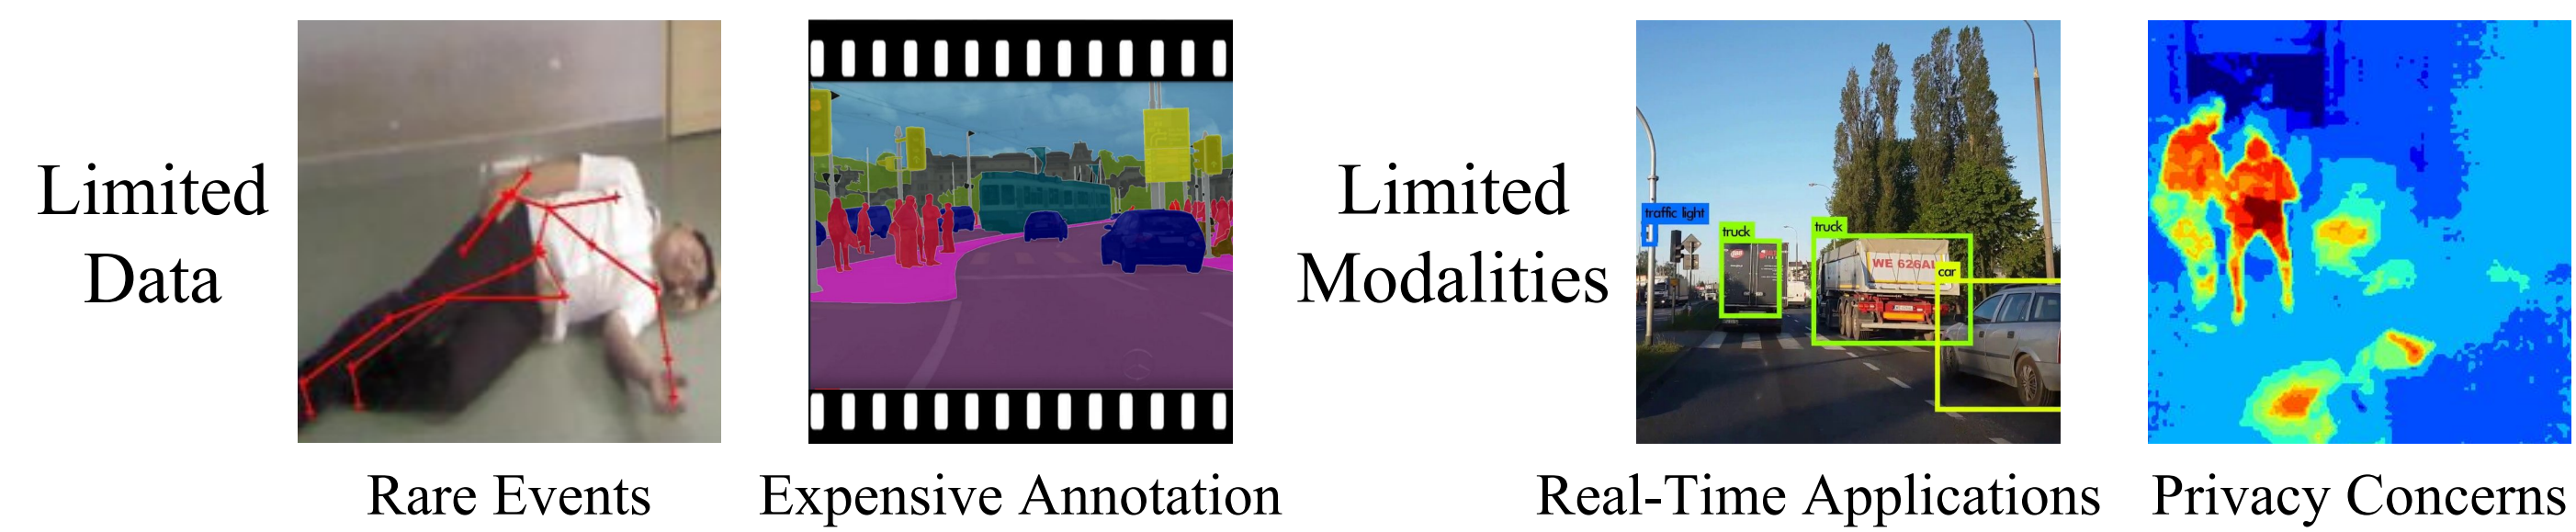 Limited
Data
Rare Events
Expensive Annotation
Limited
Modalities
traffic light
truck
truck
WE 626A
car
Real-Time Applications
Privacy Concerns